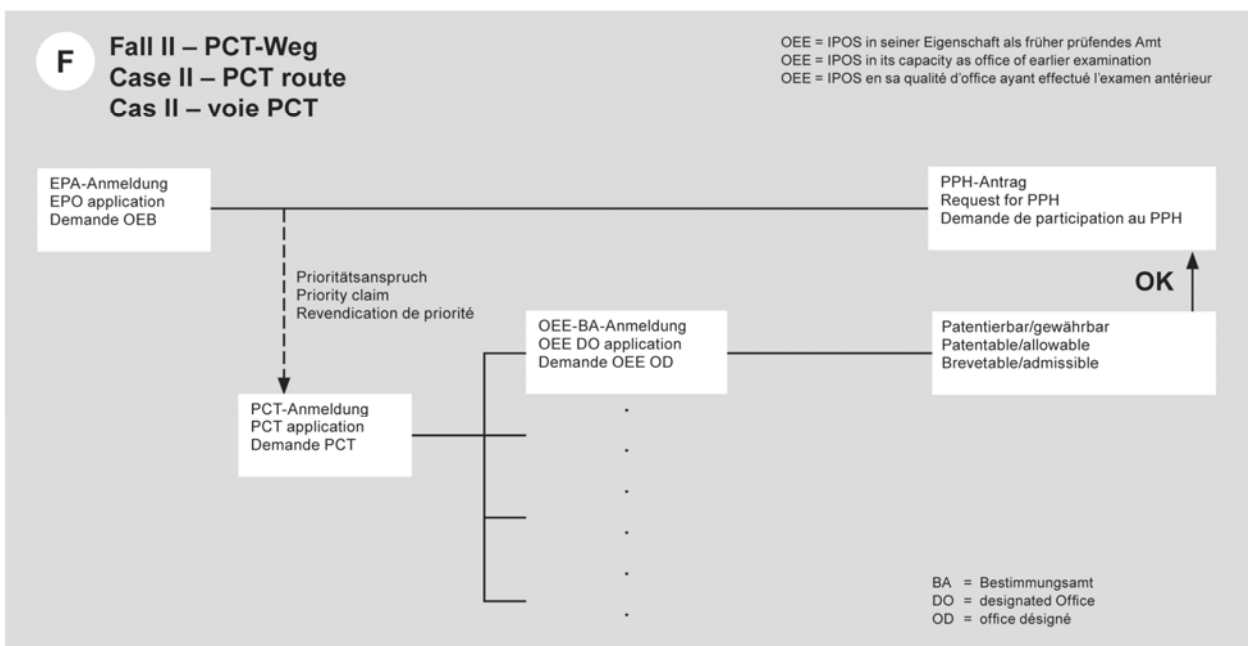 F
Fall II – PCT-Weg
Case II – PCT route
Cas II – voie PCT
OEE = IPOS in seiner Eigenschaft als früher prüfendes Amt
OEE = IPOS in its capacity as office of earlier examination
OEE = IPOS en sa qualité d'office ayant effectué l'examen antérieur
EPA-Anmeldung
EPO application
Demande OEB
PPH-Antrag
Request for PPH
Demande de participation au PPH
Prioritätsanspruch
Priority claim
Revendication de priorité
OK
OEE-BA-Anmeldung
OEE DO application
Demande OEE OD
Patentierbar/gewährbar
Patentable/allowable
Brevetable/admissible
PCT-Anmeldung
PCT application
Demande PCT
BA = Bestimmungsamt
DO = designated Office
OD = office désigné